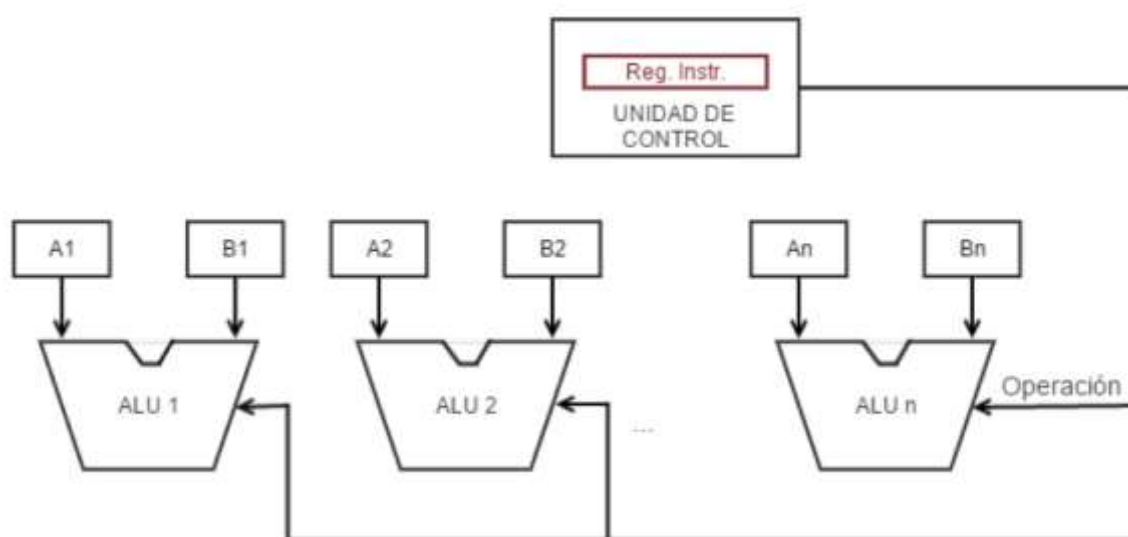 Reg. Instr.
UNIDAD DE
CONTROL
A1
B1
A2
B2
An
Bn
ALU 1
ALU 2
...
ALU n
Operación